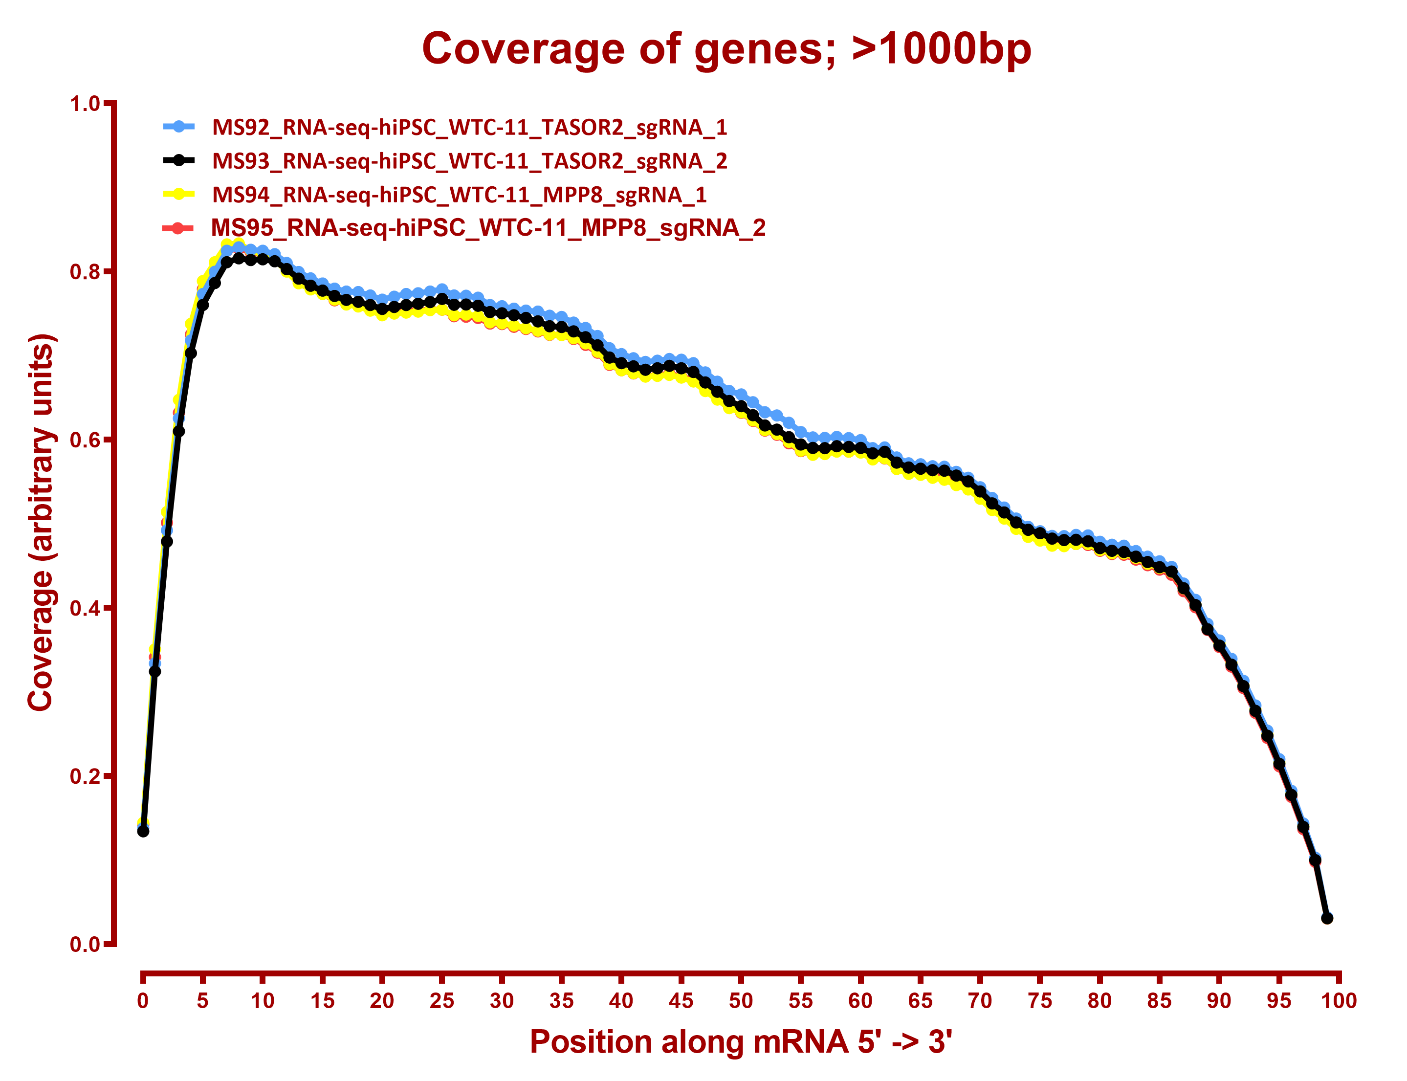 Coverage of genes; >1000bp
1.0
MS92_RNA-seq-hiPSC_WTC-11_TASOR2_sgRNA_1
MS93_RNA-seq-hiPSC_WTC-11_TASOR2_sgRNA_2
MS94_RNA-seq-hiPSC_WTC-11_MPP8_sgRNA_1
MS95_RNA-seq-hiPSC_WTC-11_MPP8_sgRNA_2
0.8
0.6
0.4
0.2
0.0
Coverage (arbitrary units)
0 5 10 15 20 25 30 35 40 45 50 55 60 65 70 75 80 85 90 95 100
Position along mRNA 5' -> 3'